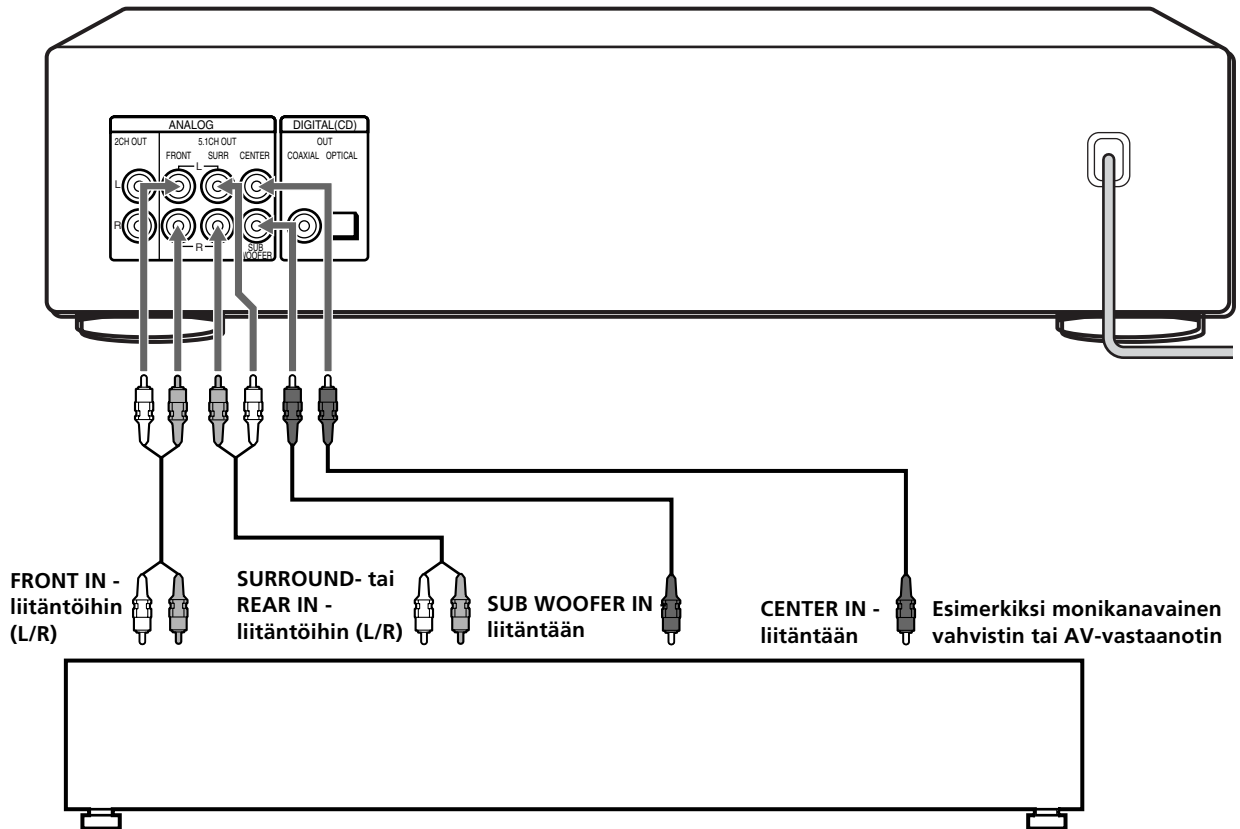 ANALOG
DIGITAL(CD)
2CH OUT
5.1CH OUT
OUT
FRONT
SURR
CENTER
COAXIAL
OPTICAL
L
L
R
R
SUB
WOOFER
FRONT IN -
liitäntöihin
(L/R)
SURROUND- tai
REAR IN -
liitäntöihin (L/R)
SUB WOOFER IN -
liitäntään
CENTER IN -
liitäntään
Esimerkiksi monikanavainen
vahvistin tai AV-vastaanotin